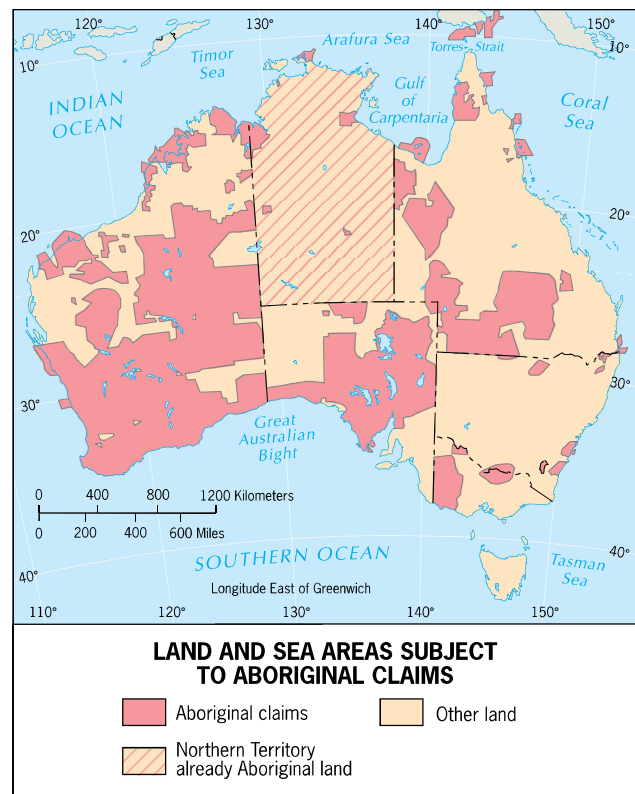 120°
130°
Arafura Sea
140°
150°
Timor
Sea
Torres Strait
10°
10°
INDIAN
OCEAN
Gulf
of
Carpentaria
Coral
Sea
20°
20°
30°
30°
Great
Australian
Bight
0 400 800 1200 Kilometers
0 200 400 600 Miles
SOUTHERN OCEAN
Tasman
Sea
40°
40°
Longitude East of Greenwich
110°
120°
130°
140°
150°
LAND AND SEA AREAS SUBJECT
TO ABORIGINAL CLAIMS
Aboriginal claims
Other land
Northern Territory
already Aboriginal land